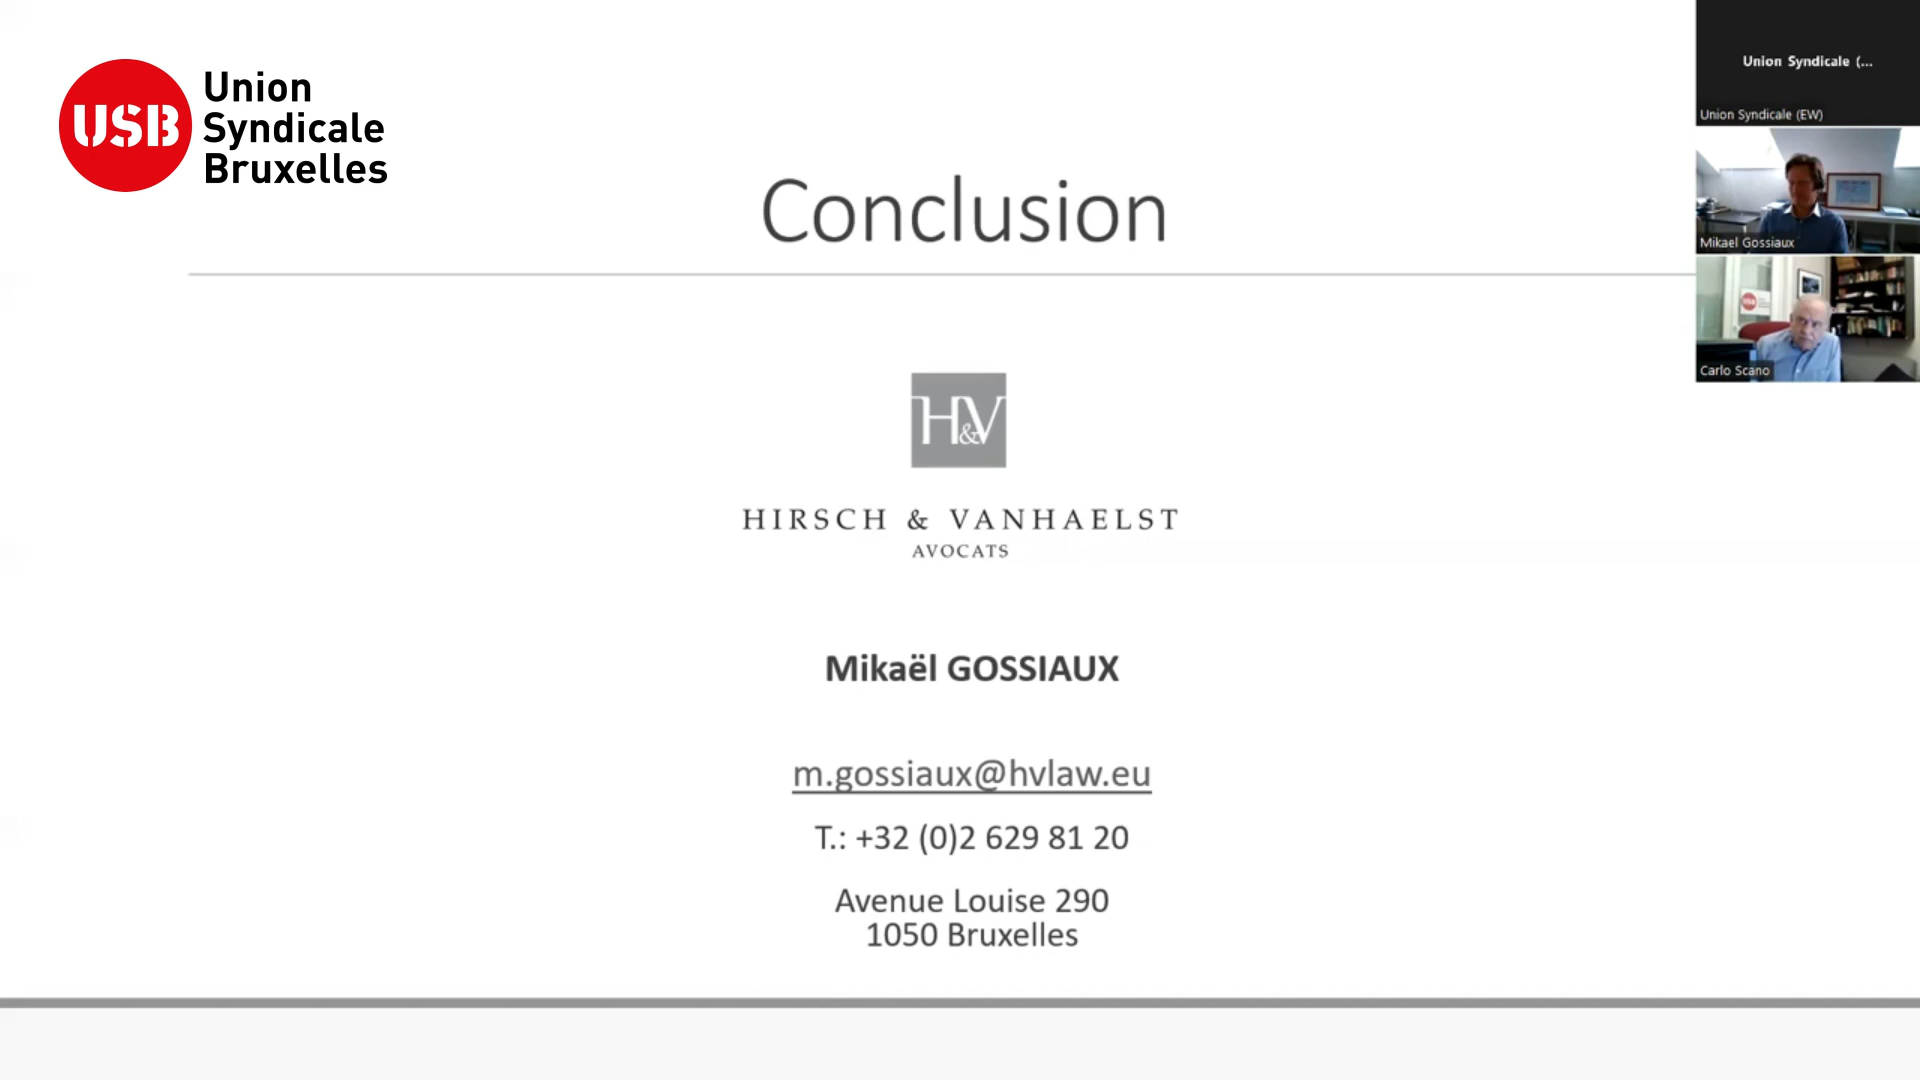 USB
Union
Syndicale
Bruxelles
Conclusion
H&V
HIRSCH & VANHAELST
AVOCATS
Mikaël GOSSIAUX
m.gossiaux@hvlaw.eu
T.: +32 (0)2 629 81 20
Avenue Louise 290
1050 Bruxelles
Union Syndicale (...
Union Syndicale (EW)
Mikael Gossiaux
USB
Carlo Scano